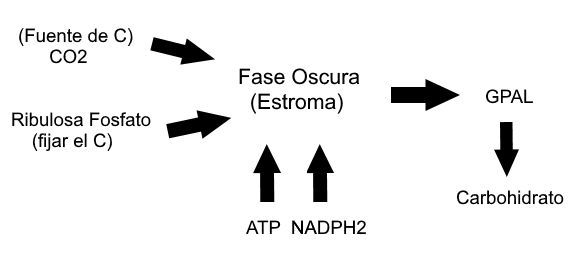 (Fuente de C)
CO2
Ribulosa Fosfato
(fijar el C)
Fase Oscura
(Estroma)
ATP NADPH2
GPAL
Carbohidrato